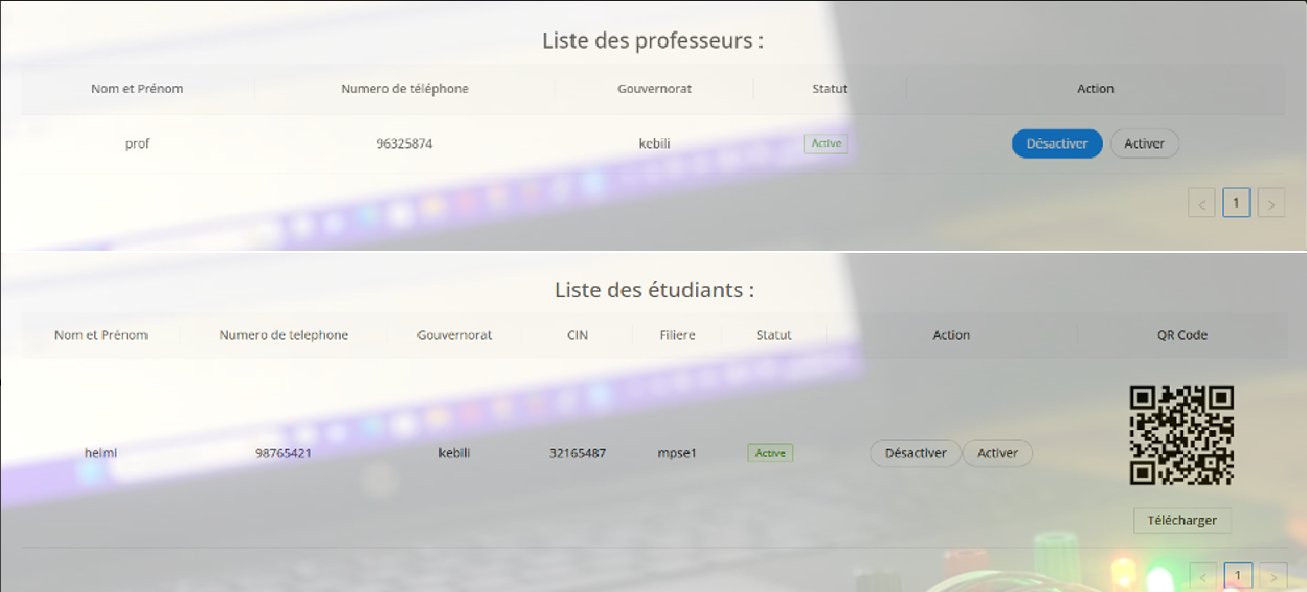 Liste des professeurs :
Nom et Prénom Numero de téléphone Gouvernorat Statut Action
prof 96325874 kebili Active Désactiver Activer
< 1 >
Liste des étudiants :
Nom et Prénom Numero de telephone Gouvernorat CIN Filiere Statut Action QR Code
helmi 98765421 kebili 32165487 mpse1 Active Désactiver Activer
Télécharger
< 1 >